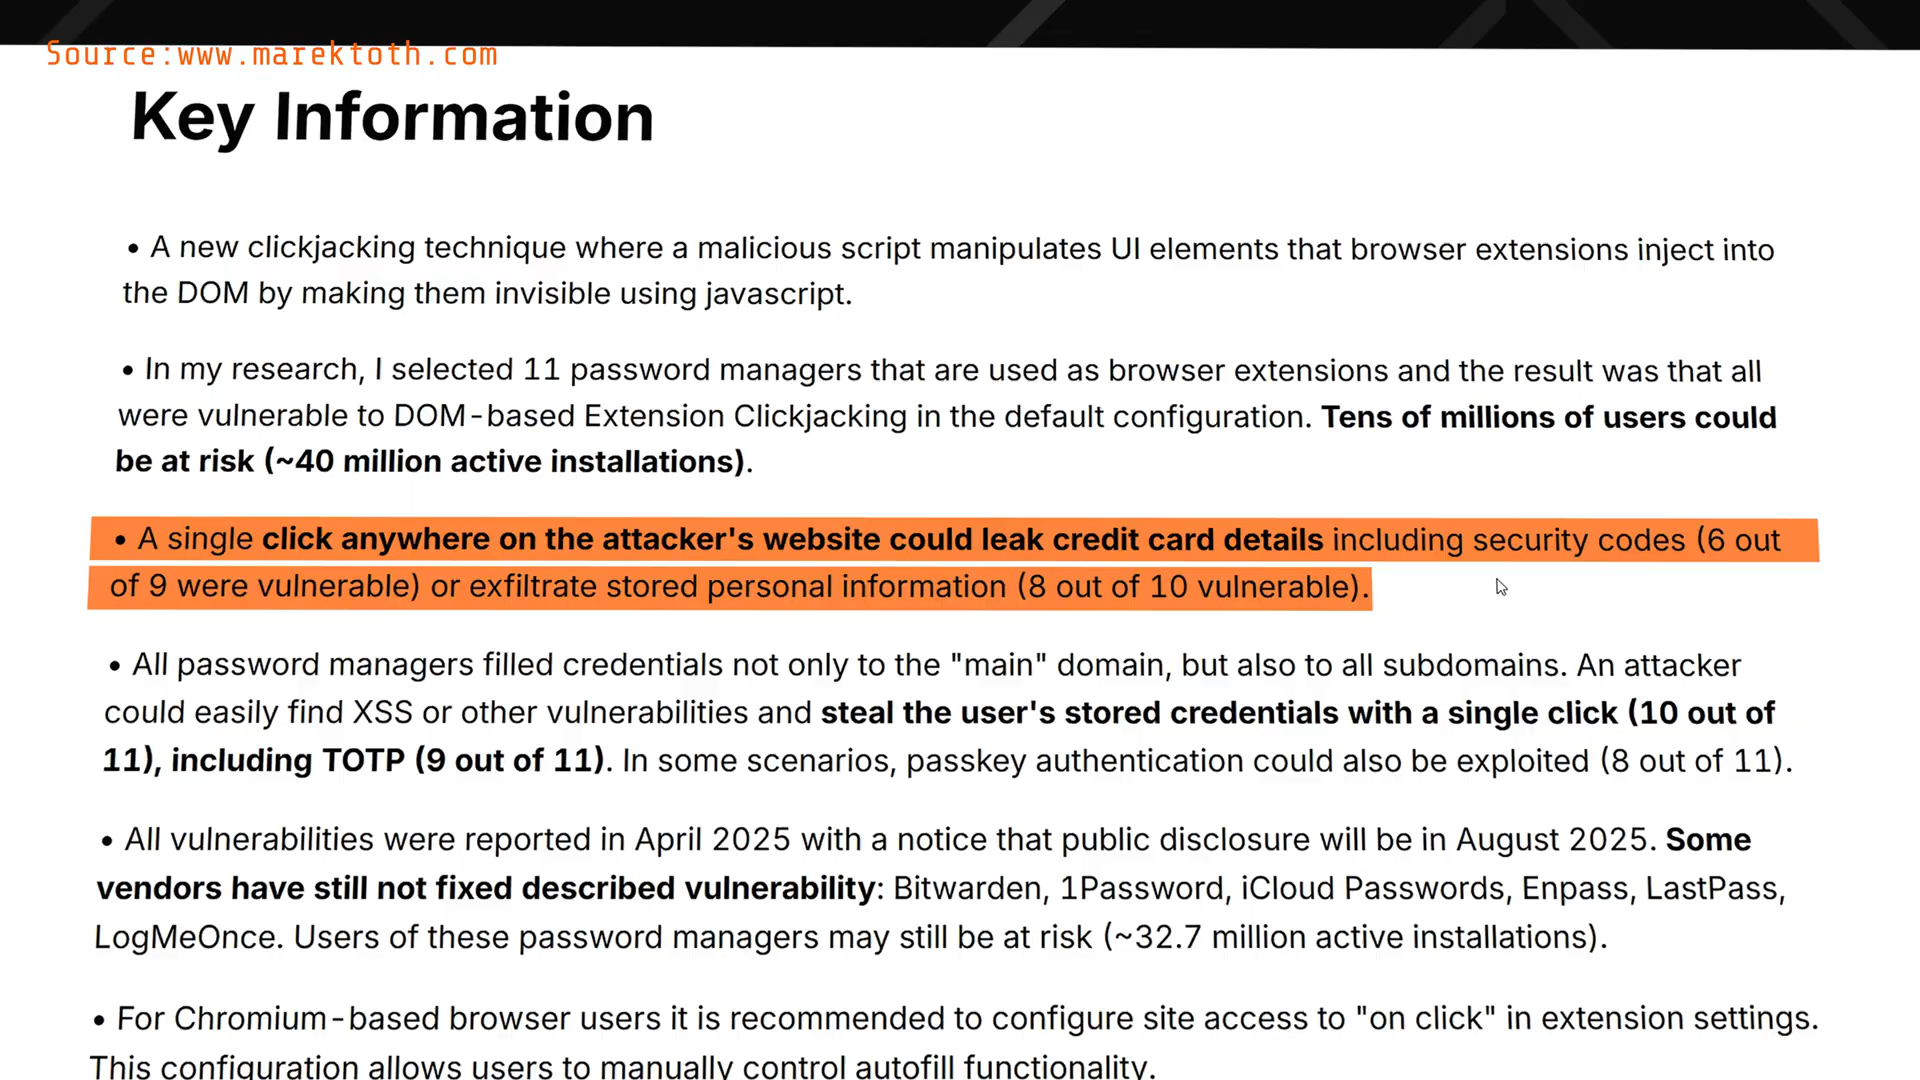 Source:www.marektoth.com
Key Information
• A new clickjacking technique where a malicious script manipulates UI elements that browser extensions inject into
the DOM by making them invisible using javascript.
• In my research, I selected 11 password managers that are used as browser extensions and the result was that all
were vulnerable to DOM-based Extension Clickjacking in the default configuration. Tens of millions of users could
be at risk (~40 million active installations).
• A single click anywhere on the attacker's website could leak credit card details including security codes (6 out
of 9 were vulnerable) or exfiltrate stored personal information (8 out of 10 vulnerable).
• All password managers filled credentials not only to the "main" domain, but also to all subdomains. An attacker
could easily find XSS or other vulnerabilities and steal the user's stored credentials with a single click (10 out of
11), including TOTP (9 out of 11). In some scenarios, passkey authentication could also be exploited (8 out of 11).
• All vulnerabilities were reported in April 2025 with a notice that public disclosure will be in August 2025. Some
vendors have still not fixed described vulnerability: Bitwarden, 1Password, iCloud Passwords, Enpass, LastPass,
LogMeOnce. Users of these password managers may still be at risk (~32.7 million active installations).
• For Chromium-based browser users it is recommended to configure site access to "on click" in extension settings.
This configuration allows users to manually control autofill functionality.